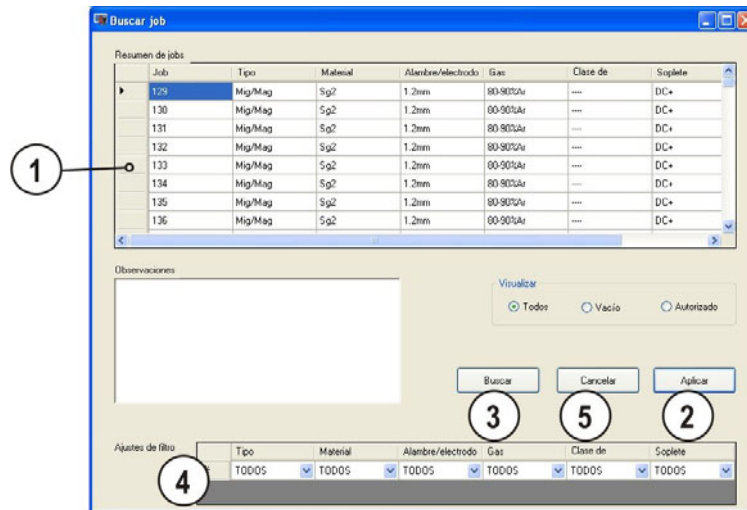 Buscar job
Resumen de jobs
Job Tipo Material Alambre/electrodo Gas Clase de Soplete
129 Mig/Mag Sg2 1.2mm 80-90%Ar ---- DC+
130 Mig/Mag Sg2 1.2mm 80-90%Ar ---- DC+
131 Mig/Mag Sg2 1.2mm 80-90%Ar ---- DC+
132 Mig/Mag Sg2 1.2mm 80-90%Ar ---- DC+
133 Mig/Mag Sg2 1.2mm 80-90%Ar ---- DC+
134 Mig/Mag Sg2 1.2mm 80-90%Ar ---- DC+
135 Mig/Mag Sg2 1.2mm 80-90%Ar ---- DC+
136 Mig/Mag Sg2 1.2mm 80-90%Ar ---- DC+
1
Observaciones
Visualizar
Todos Vacío Autorizado
Buscar Cancelar Aplicar
3 5 2
Ajustes de filtro Tipo Material Alambre/electrodo Gas Clase de Soplete
TODOS TODOS TODOS TODOS TODOS TODOS
4